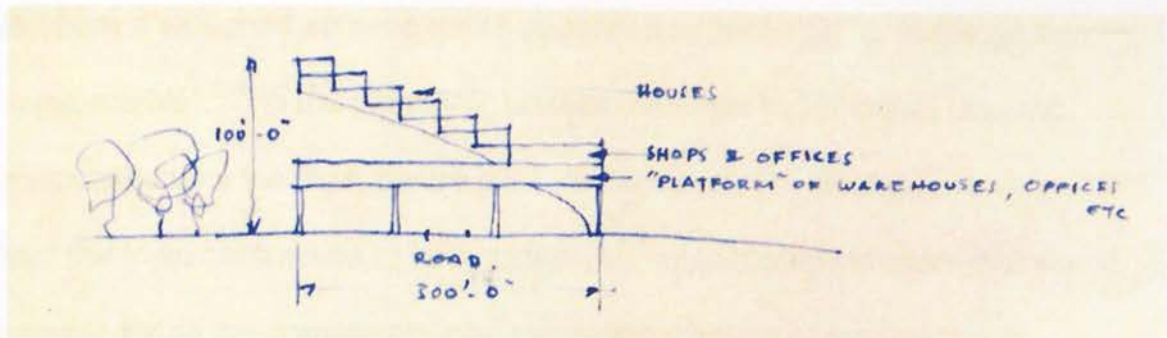 HOUSES
100'-0"
SHOPS & OFFICES
"PLATFORM" OF WAREHOUSES, OFFICES
ETC
ROAD.
300'-0"